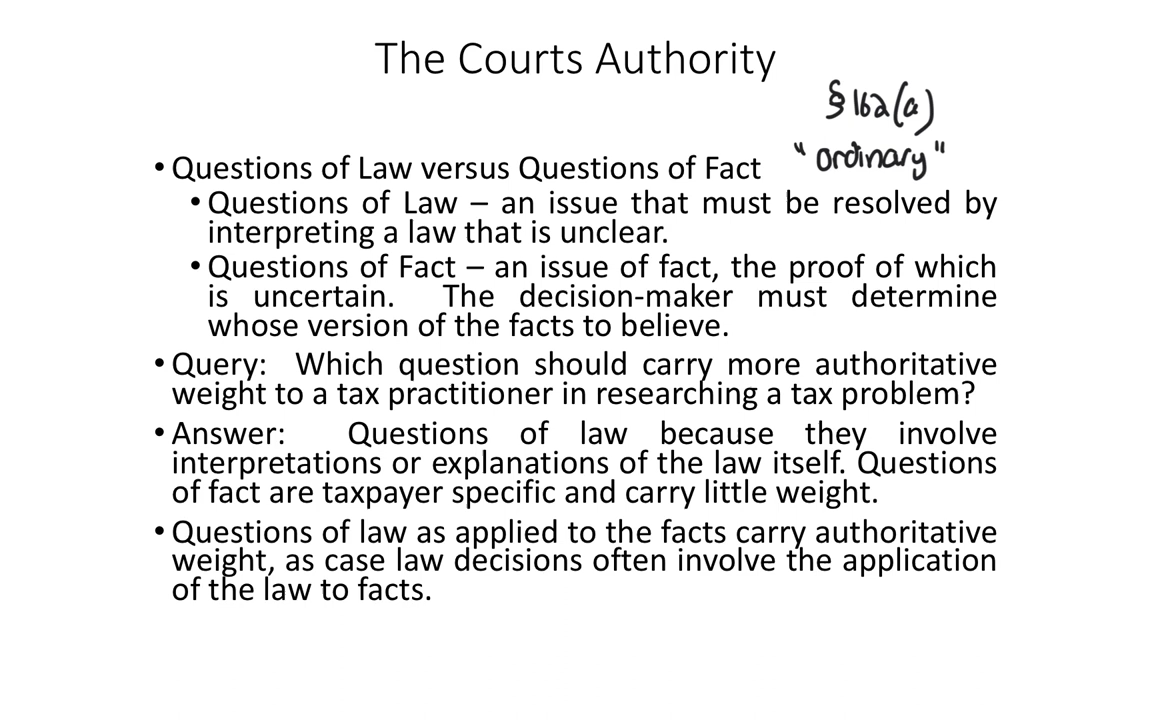 The Courts Authority
§162(a)
"ordinary"
• Questions of Law versus Questions of Fact
• Questions of Law – an issue that must be resolved by
interpreting a law that is unclear.
• Questions of Fact – an issue of fact, the proof of which
is uncertain. The decision-maker must determine
whose version of the facts to believe.
• Query: Which question should carry more authoritative
weight to a tax practitioner in researching a tax problem?
• Answer: Questions of law because they involve
interpretations or explanations of the law itself. Questions
of fact are taxpayer specific and carry little weight.
• Questions of law as applied to the facts carry authoritative
weight, as case law decisions often involve the application
of the law to facts.